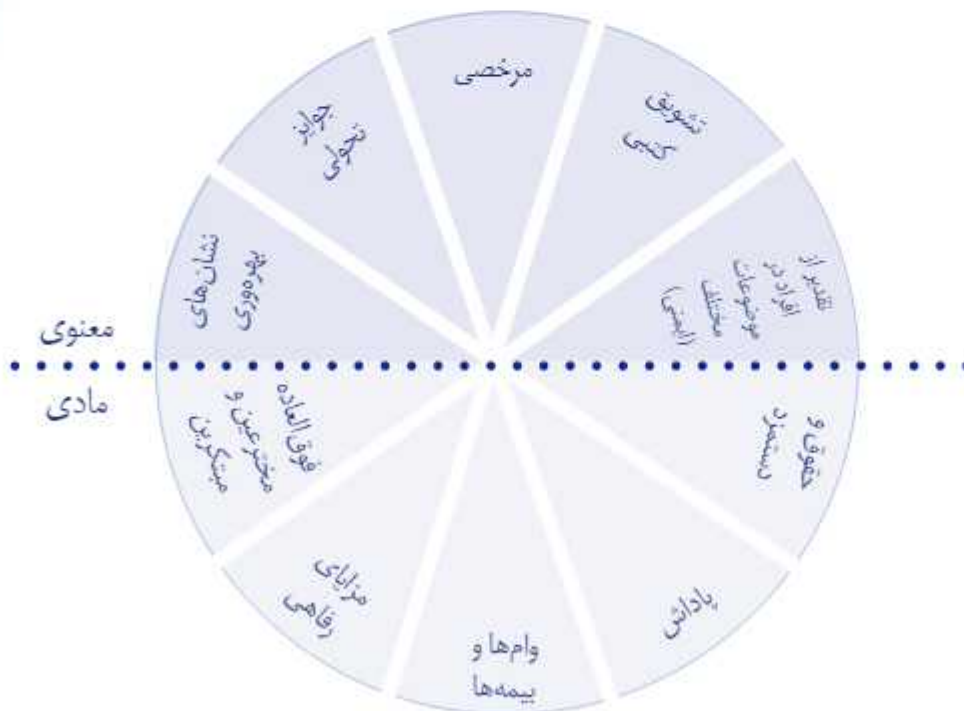 مرخصی
تشویق
کتبی
تقدیر از
افراد در
موضوعات
مختلف
(ایمنی)
جوایز
تحولی
نشان‌های
بهره‌وری
معنوی
مادی
فوق العاده
مخترعین و
مبتکرین
حقوق و
دستمزد
مزایای
رفاهی
وام‌ها و
بیمه‌ها
پاداش